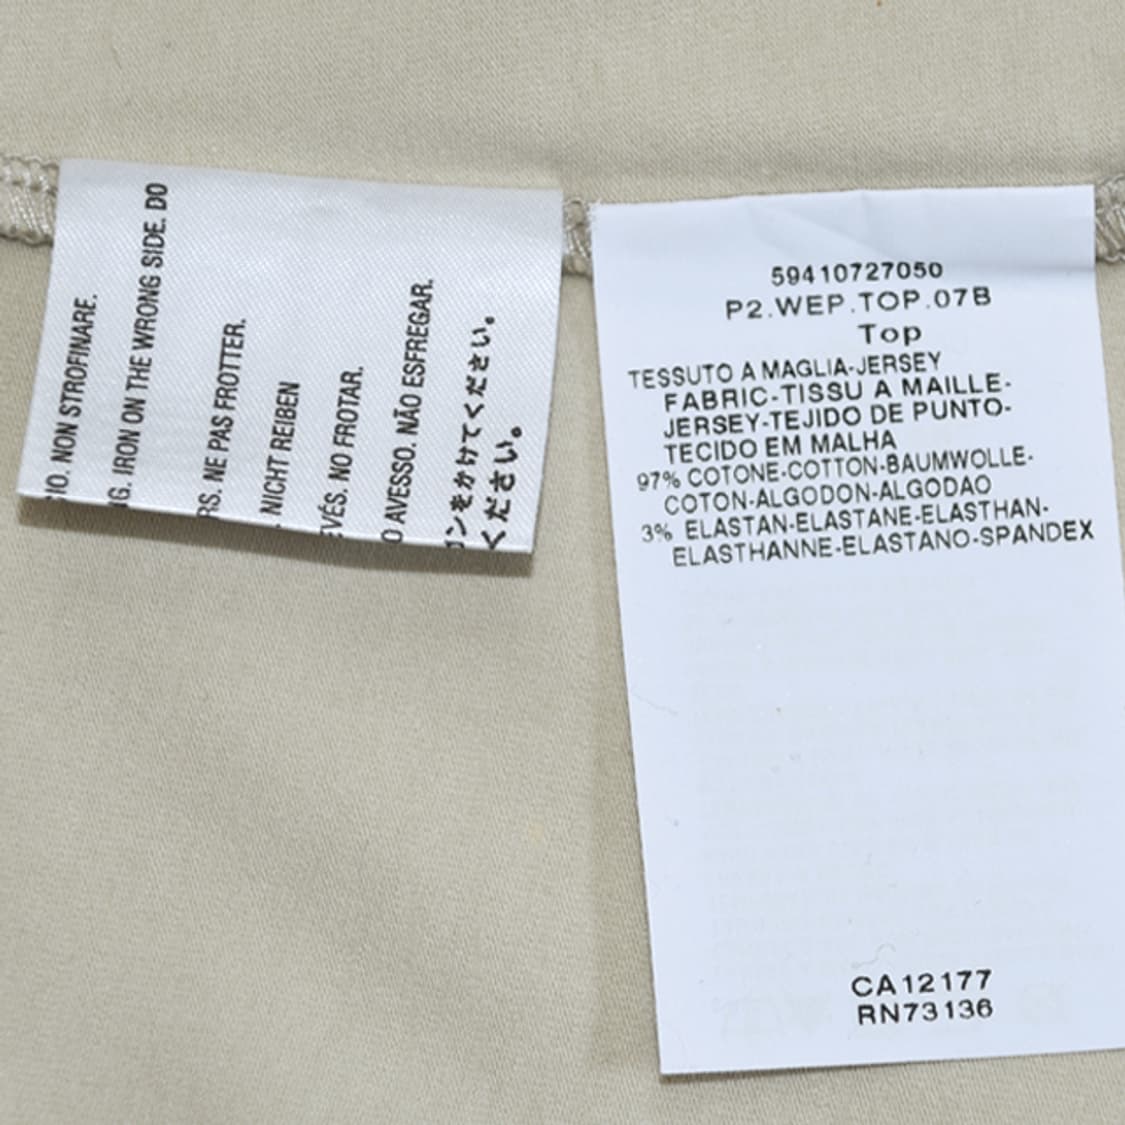 IO. NON STROFINARE.
G. IRON ON THE WRONG SIDE. DO
RS. NE PAS FROTTER.
NICHT REIBEN
VÉS. NO FROTAR.
O AVESSO. NÃO ESFREGAR.
ンをかけてください。
ください。
59410727050
P2.WEP.TOP.07B
Top
TESSUTO A MAGLIA-JERSEY
FABRIC-TISSU A MAILLE-
JERSEY-TEJIDO DE PUNTO-
TECIDO EM MALHA
97% COTONE-COTTON-BAUMWOLLE-
COTON-ALGODON-ALGODAO
3% ELASTAN-ELASTANE-ELASTHAN-
ELASTHANNE-ELASTANO-SPANDEX
CA12177
RN73136